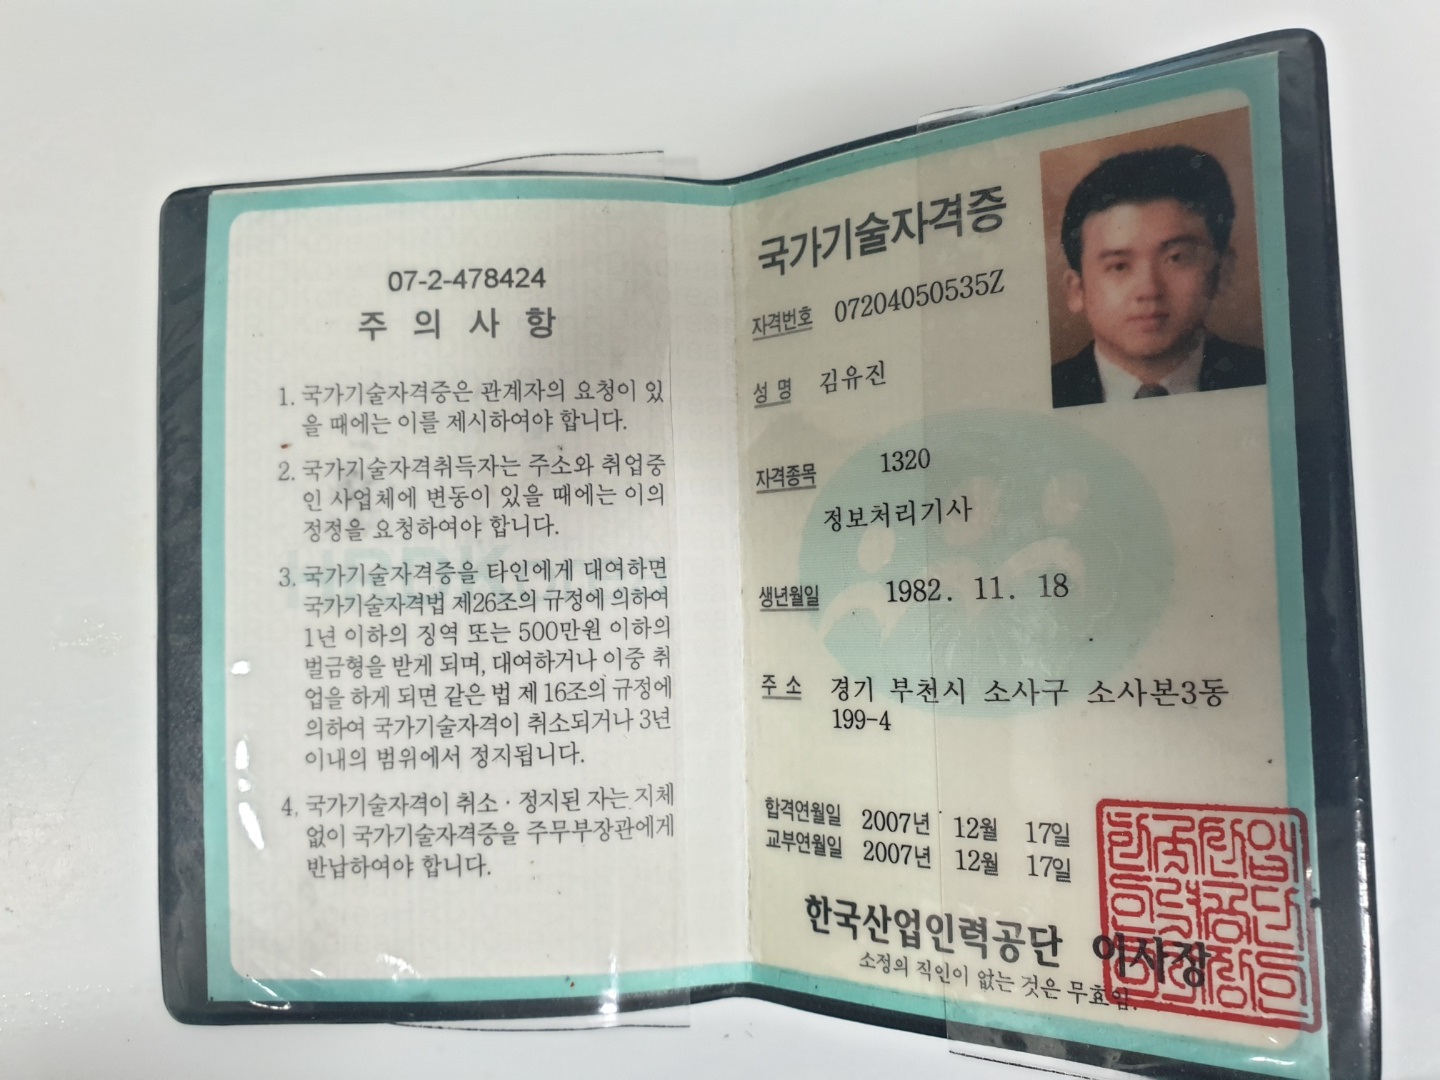 07-2-478424
주 의 사 항
1. 국가기술자격증은 관계자의 요청이 있
을 때에는 이를 제시하여야 합니다.
2. 국가기술자격취득자는 주소와 취업중
인 사업체에 변동이 있을 때에는 이의
정정을 요청하여야 합니다.
3. 국가기술자격증을 타인에게 대여하면
국가기술자격법 제26조의 규정에 의하여
1년 이하의 징역 또는 500만원 이하의
벌금형을 받게 되며, 대여하거나 이중 취
업을 하게 되면 같은 법 제16조의 규정에
의하여 국가기술자격이 취소되거나 3년
이내의 범위에서 정지됩니다.
4. 국가기술자격이 취소·정지된 자는 지체
없이 국가기술자격증을 주무부장관에게
반납하여야 합니다.
국가기술자격증
자격번호 07204050535Z
성 명 김유진
자격종목 1320
정보처리기사
생년월일 1982. 11. 18
주 소 경기 부천시 소사구 소사본3동
199-4
합격연월일 2007년 12월 17일
교부연월일 2007년 12월 17일
한국산업인력공단 이사장
소정의 직인이 없는 것은 무효임.